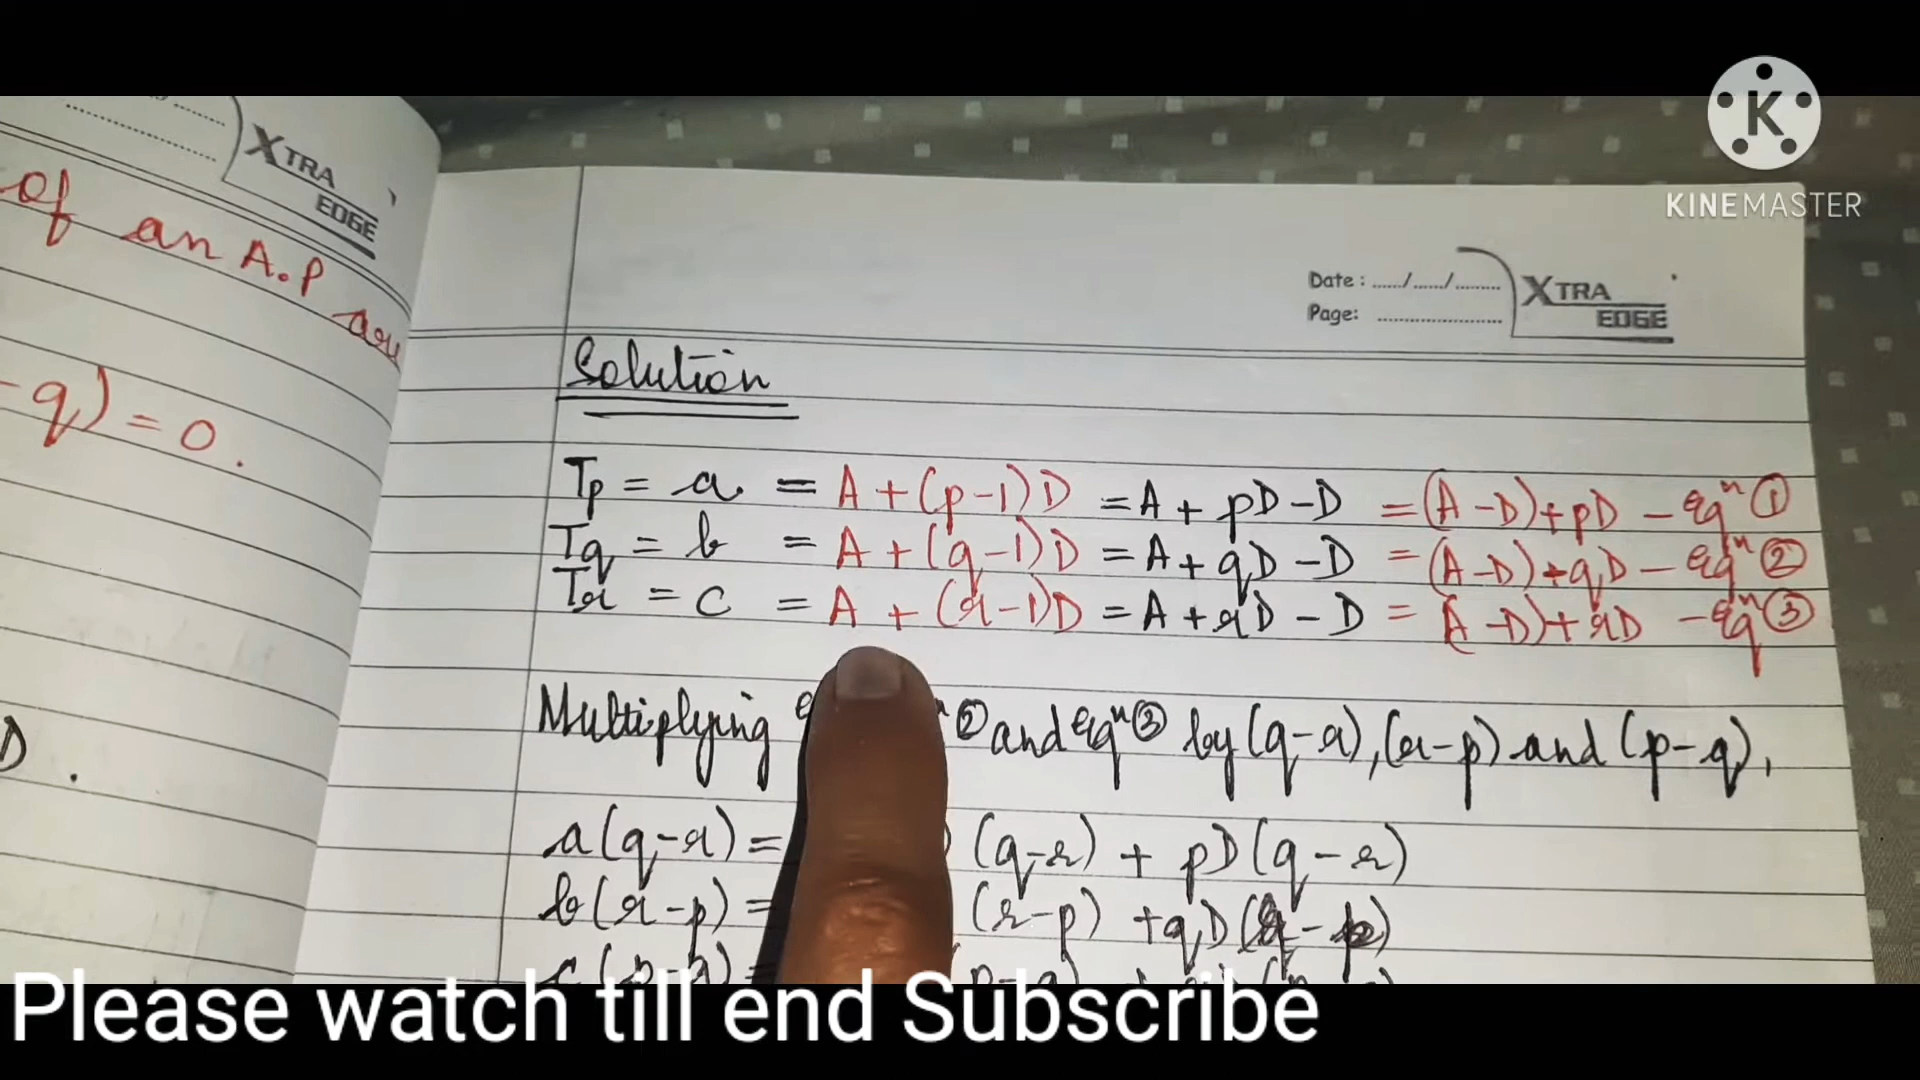 K
KINEMASTER
XTRA
EDGE
of an A.P are
-q) = 0.
D.
Date : ....../....../.........
Page: ........................
XTRA
EDGE
Solution
Tp = a = A + (p-1)D = A + pD - D = (A-D) + pD - eqⁿ ①
Tq = b = A + (q-1)D = A + qD - D = (A-D) + qD - eqⁿ ②
Tr = c = A + (r-1)D = A + rD - D = (A-D) + rD - eqⁿ ③
Multiplying ② and eqⁿ ③ by (q-r), (r-p) and (p-q),
a(q-r) = (q-r) + pD(q-r)
b(r-p) = (r-p) + qD(r-p)
c(p-q) =
Please watch till end Subscribe